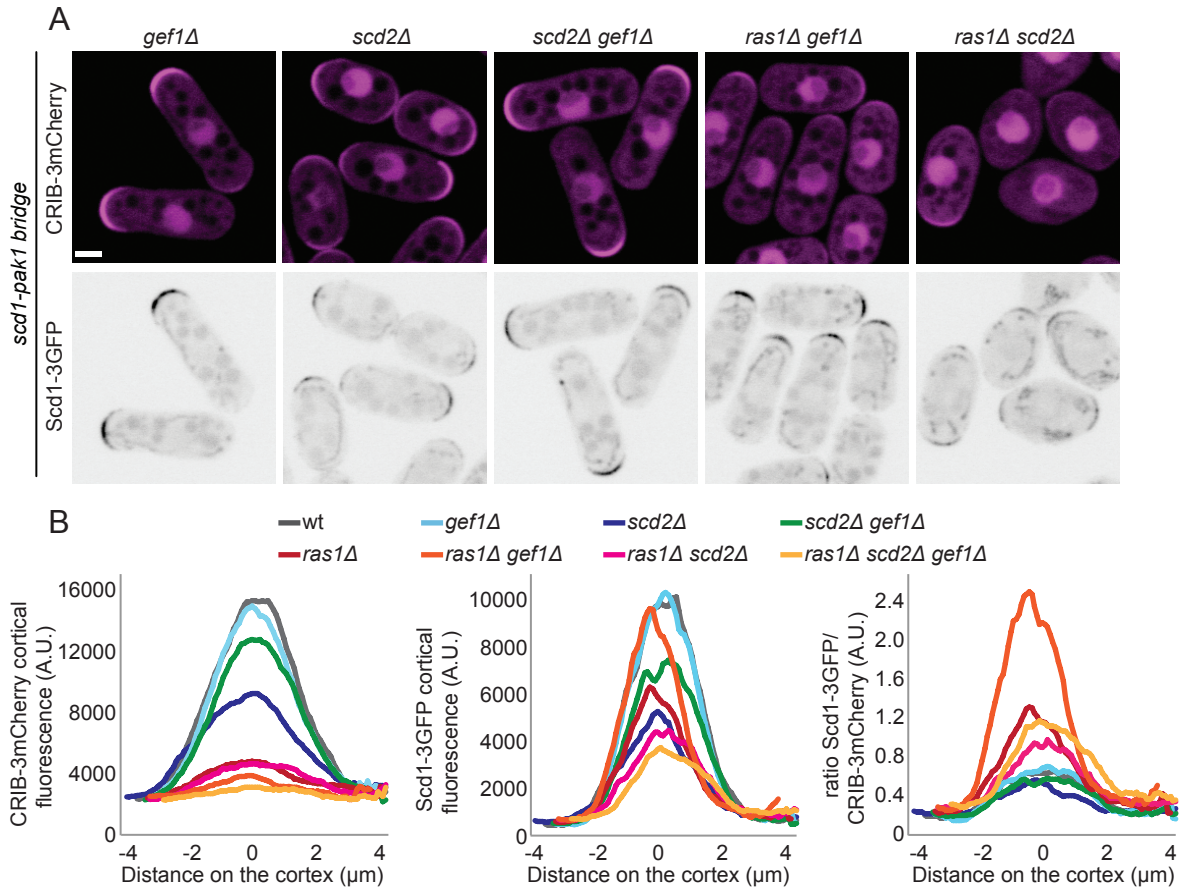 A
gef1Δ scd2Δ scd2Δ gef1Δ ras1Δ gef1Δ ras1Δ scd2Δ
scd1-pak1 bridge
CRIB-3mCherry
Scd1-3GFP
B
wt gef1Δ scd2Δ scd2Δ gef1Δ
ras1Δ ras1Δ gef1Δ ras1Δ scd2Δ ras1Δ scd2Δ gef1Δ
CRIB-3mCherry cortical
fluorescence (A.U.)
16000
12000
8000
4000
0
-4 -2 0 2 4
Distance on the cortex (µm)
Scd1-3GFP cortical
fluorescence (A.U.)
10000
8000
6000
4000
2000
0
-4 -2 0 2 4
Distance on the cortex (µm)
ratio Scd1-3GFP/
CRIB-3mCherry (A.U.)
2.4
2.0
1.6
1.2
0.8
0.4
0
-4 -2 0 2 4
Distance on the cortex (µm)